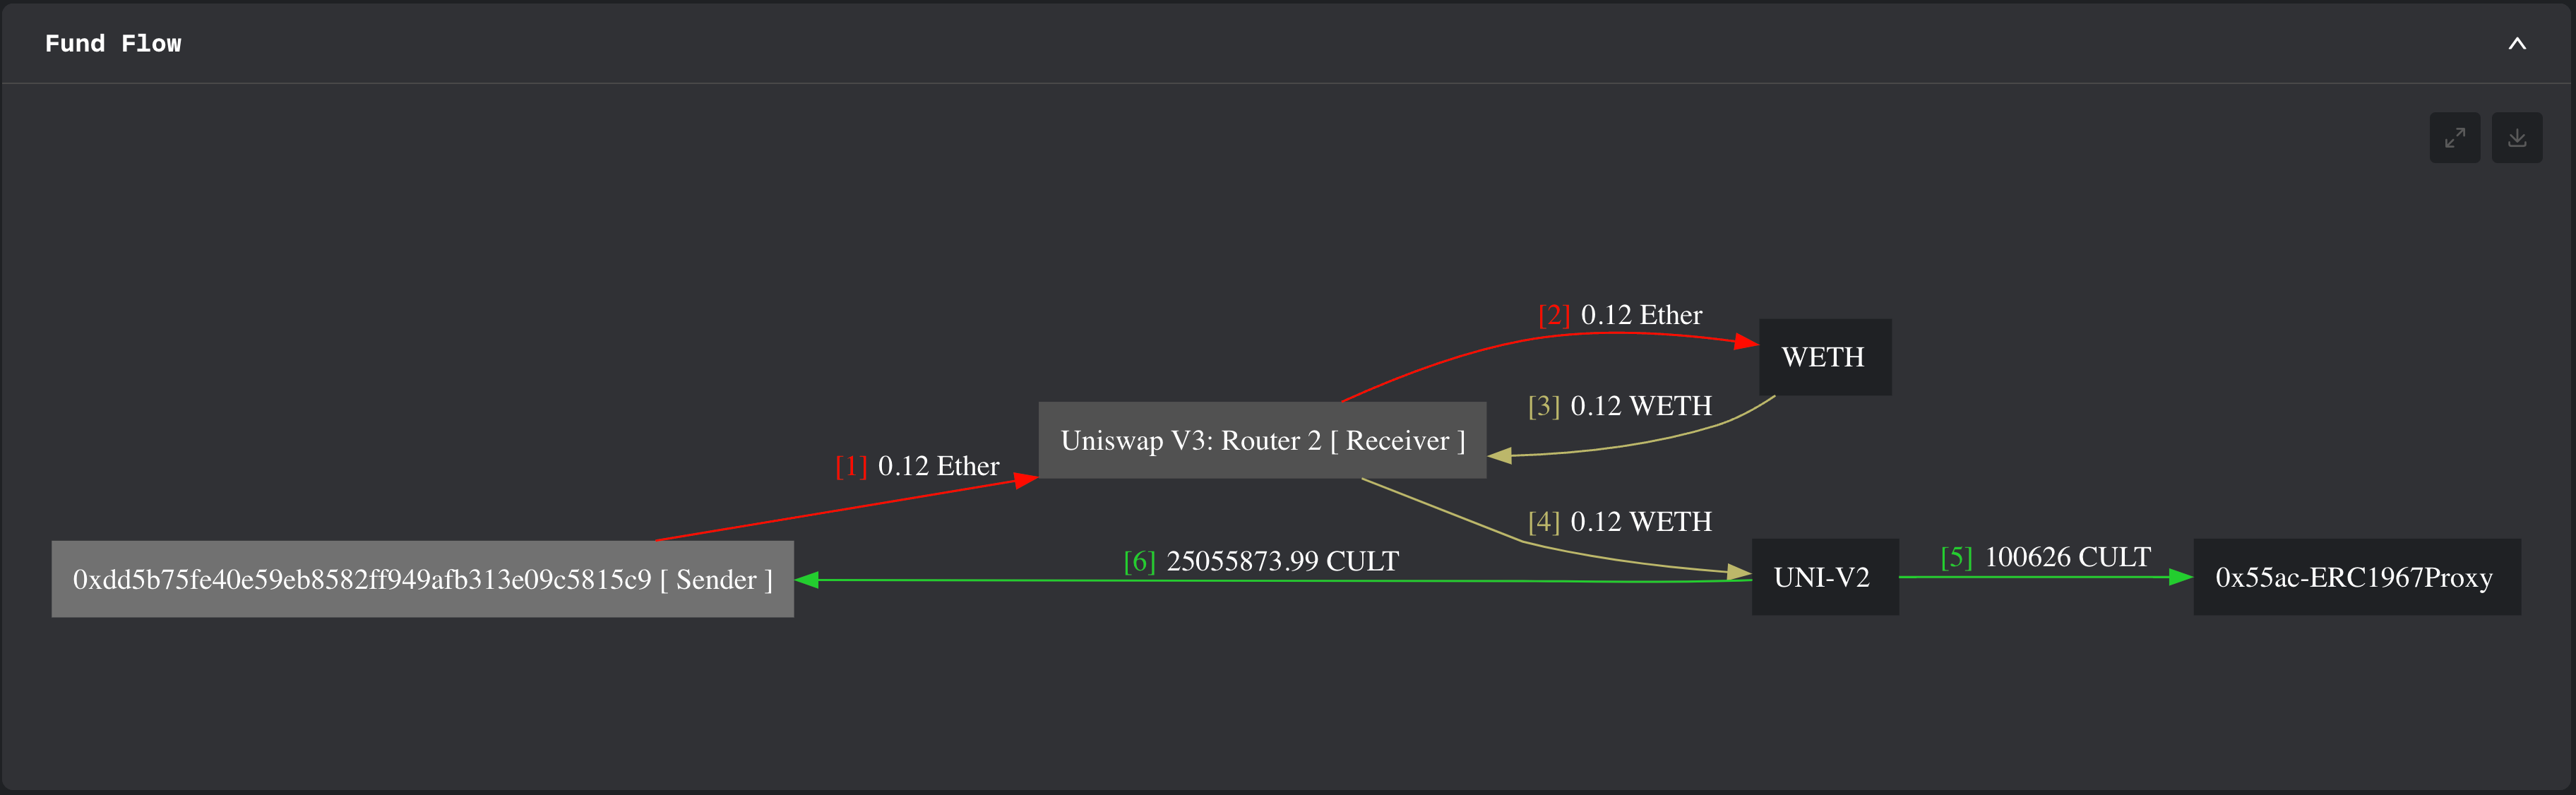 Fund Flow
[2] 0.12 Ether
WETH
[3] 0.12 WETH
Uniswap V3: Router 2 [ Receiver ]
[1] 0.12 Ether
[4] 0.12 WETH
0xdd5b75fe40e59eb8582ff949afb313e09c5815c9 [ Sender ]
[6] 25055873.99 CULT
UNI-V2
[5] 100626 CULT
0x55ac-ERC1967Proxy